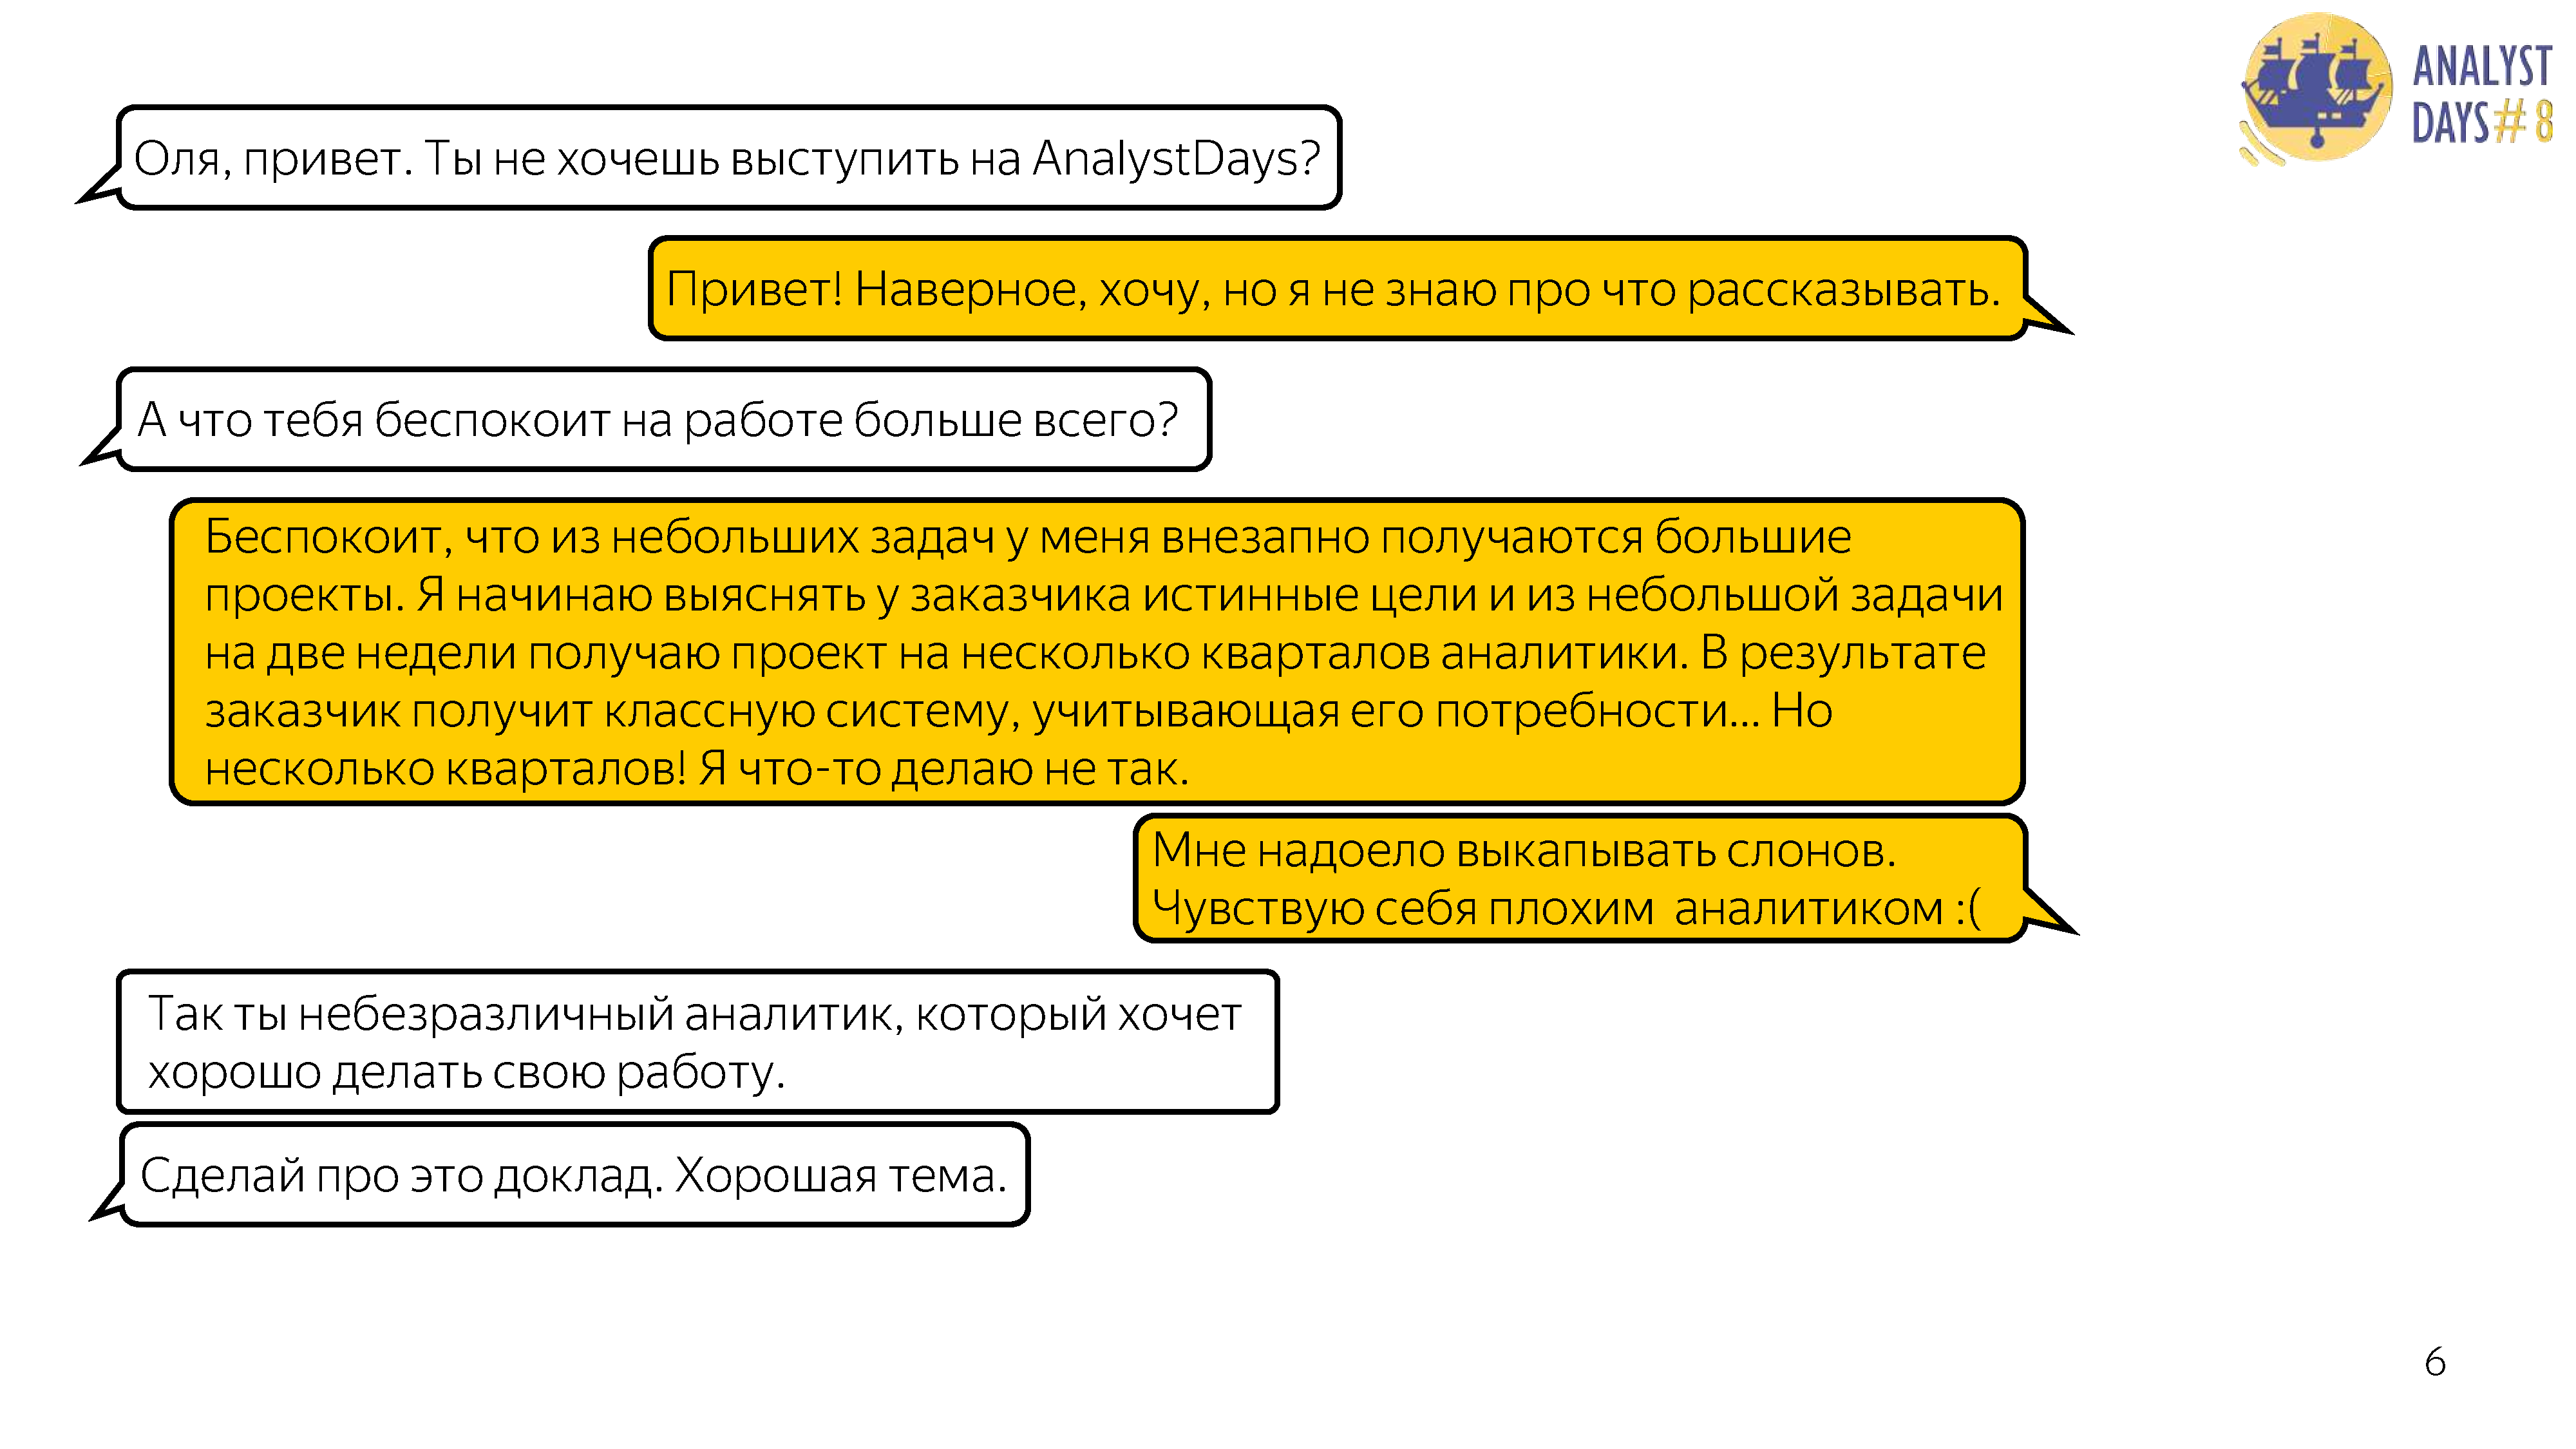 ANALYST
DAYS#8
Оля, привет. Ты не хочешь выступить на AnalystDays?
Привет! Наверное, хочу, но я не знаю про что рассказывать.
А что тебя беспокоит на работе больше всего?
Беспокоит, что из небольших задач у меня внезапно получаются большие
проекты. Я начинаю выяснять у заказчика истинные цели и из небольшой задачи
на две недели получаю проект на несколько кварталов аналитики. В результате
заказчик получит классную систему, учитывающая его потребности... Но
несколько кварталов! Я что-то делаю не так.
Мне надоело выкапывать слонов.
Чувствую себя плохим аналитиком :(
Так ты небезразличный аналитик, который хочет
хорошо делать свою работу.
Сделай про это доклад. Хорошая тема.
6